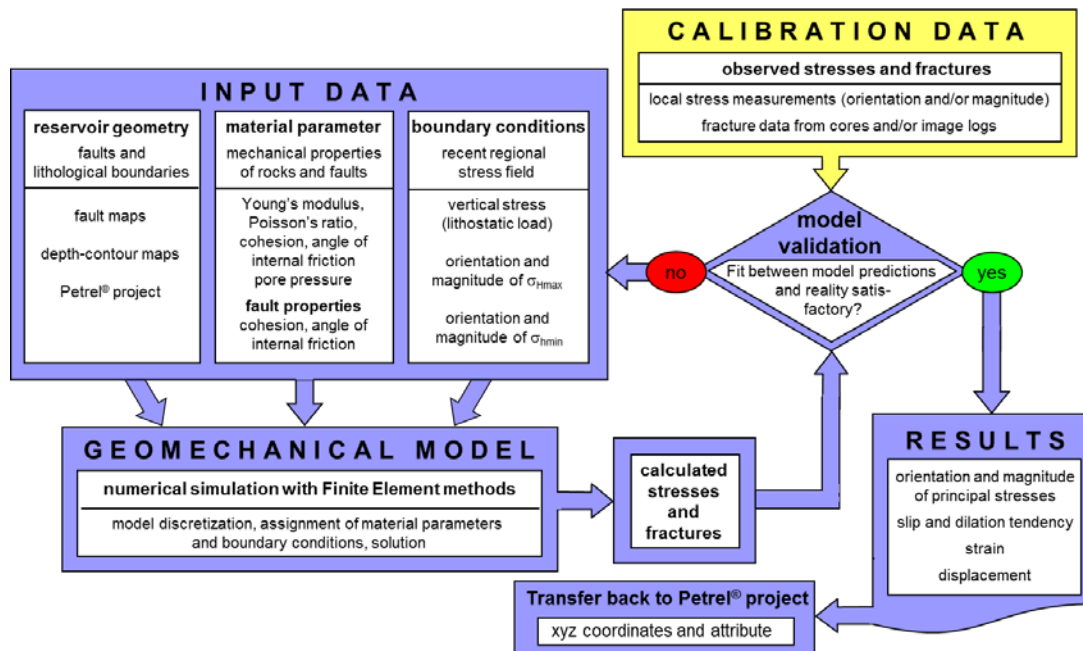 CALIBRATION DATA
observed stresses and fractures
local stress measurements (orientation and/or magnitude)
fracture data from cores and/or image logs
INPUT DATA
reservoir geometry
faults and
lithological boundaries
fault maps
depth-contour maps
Petrel® project
material parameter
mechanical properties
of rocks and faults
Young's modulus,
Poisson's ratio,
cohesion, angle of
internal friction
pore pressure
fault properties
cohesion, angle of
internal friction
boundary conditions
recent regional
stress field
vertical stress
(lithostatic load)
orientation and
magnitude of σHmax
orientation and
magnitude of σhmin
model
validation
Fit between model predictions
and reality satis-
factory?
no
yes
GEOMECHANICAL MODEL
numerical simulation with Finite Element methods
model discretization, assignment of material parameters
and boundary conditions, solution
calculated
stresses
and
fractures
RESULTS
orientation and magnitude
of principal stresses
slip and dilation tendency
strain
displacement
Transfer back to Petrel® project
xyz coordinates and attribute